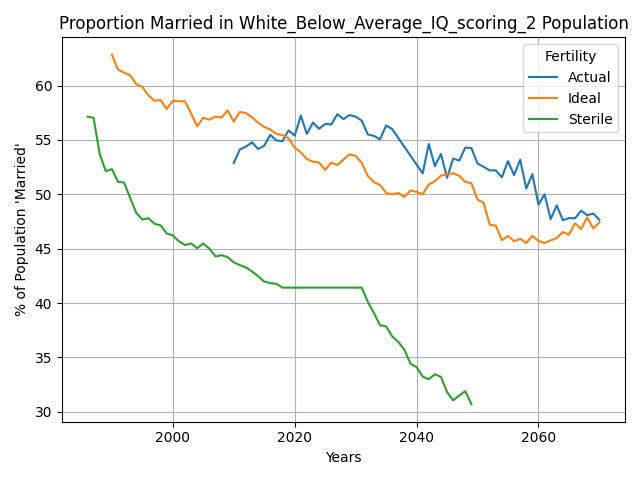 Proportion Married in White_Below_Average_IQ_scoring_2 Population
% of Population 'Married'
60
55
50
45
40
35
30
2000
2020
2040
2060
Years
Fertility
Actual
Ideal
Sterile